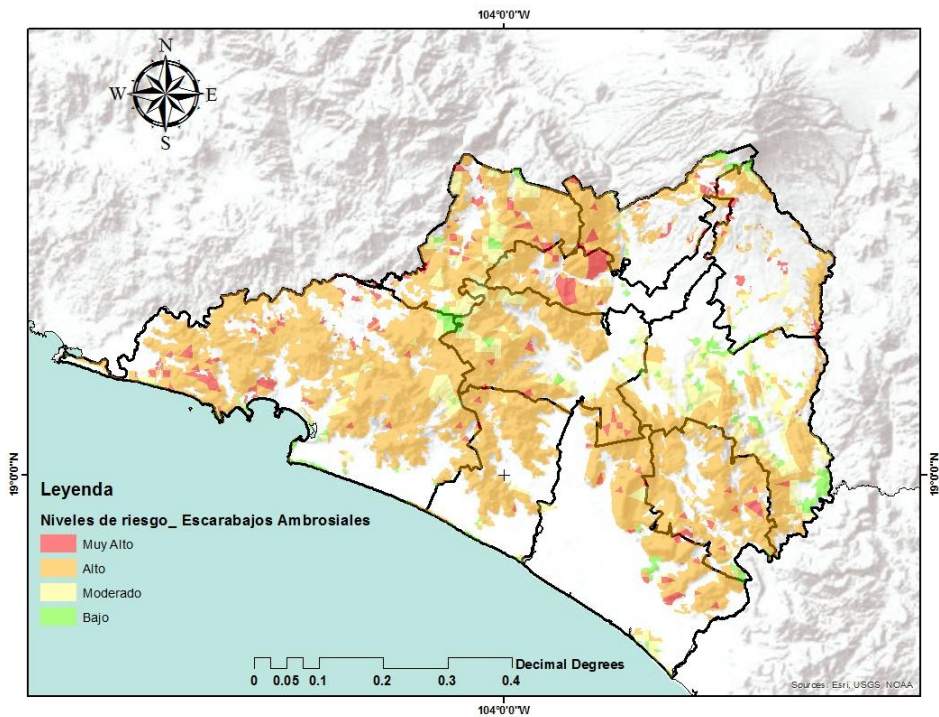 104°0'0"W
N
W
E
S
19°0'0"N
19°0'0"N
Leyenda
Niveles de riesgo_ Escarabajos Ambrosiales
Muy Alto
Alto
Moderado
Bajo
Decimal Degrees
0 0.05 0.1 0.2 0.3 0.4
Sources: Esri, USGS, NOAA
104°0'0"W